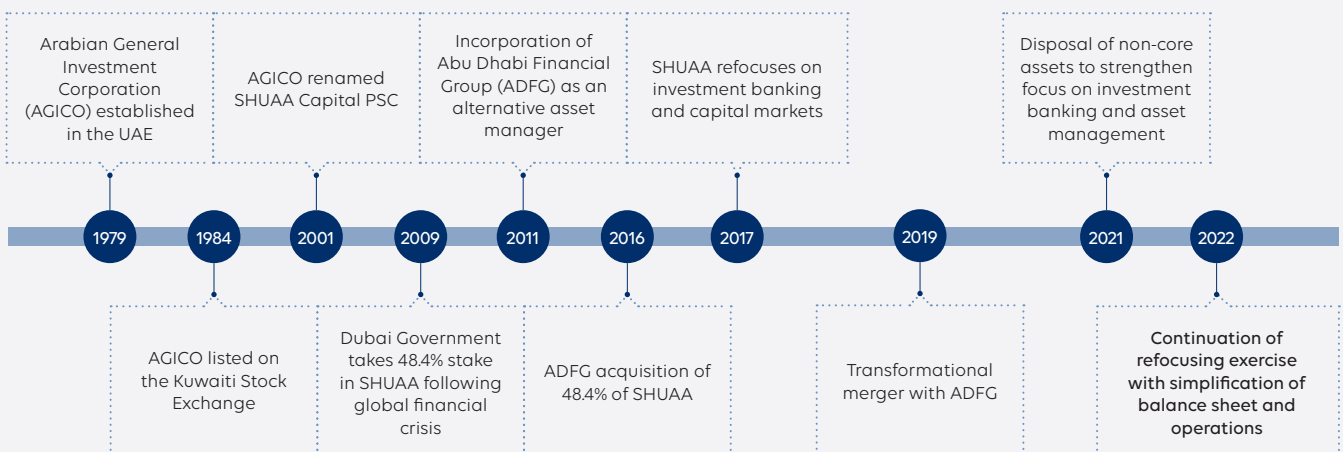 Arabian General
Investment
Corporation
(AGICO) established
in the UAE
AGICO renamed
SHUAA Capital PSC
Incorporation of
Abu Dhabi Financial
Group (ADFG) as an
alternative asset
manager
SHUAA refocuses on
investment banking
and capital markets
Disposal of non-core
assets to strengthen
focus on investment
banking and asset
management
1979
1984
2001
2009
2011
2016
2017
2019
2021
2022
AGICO listed on
the Kuwaiti Stock
Exchange
Dubai Government
takes 48.4% stake
in SHUAA following
global financial
crisis
ADFG acquisition of
48.4% of SHUAA
Transformational
merger with ADFG
Continuation of
refocusing exercise
with simplification of
balance sheet and
operations